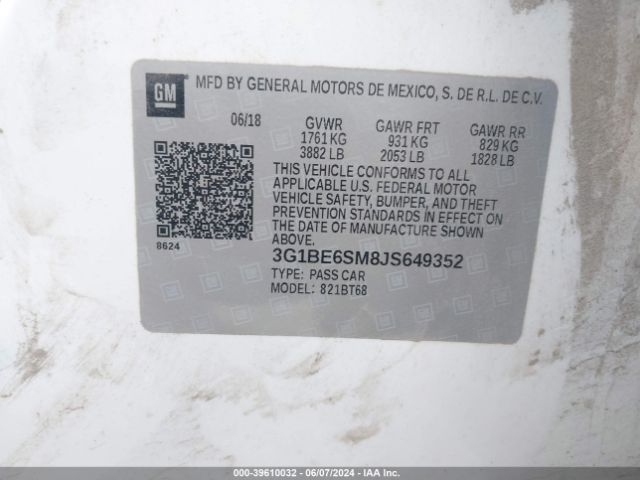 GM
MFD BY GENERAL MOTORS DE MEXICO, S. DE R.L. DE C.V.
06/18 GVWR GAWR FRT GAWR RR
1761 KG 931 KG 829 KG
3882 LB 2053 LB 1828 LB
THIS VEHICLE CONFORMS TO ALL
APPLICABLE U.S. FEDERAL MOTOR
VEHICLE SAFETY, BUMPER, AND THEFT
PREVENTION STANDARDS IN EFFECT ON
THE DATE OF MANUFACTURE SHOWN
ABOVE.
8624
3G1BE6SM8JS649352
TYPE: PASS CAR
MODEL: 821BT68
000-39610032 - 06/07/2024 - IAA Inc.